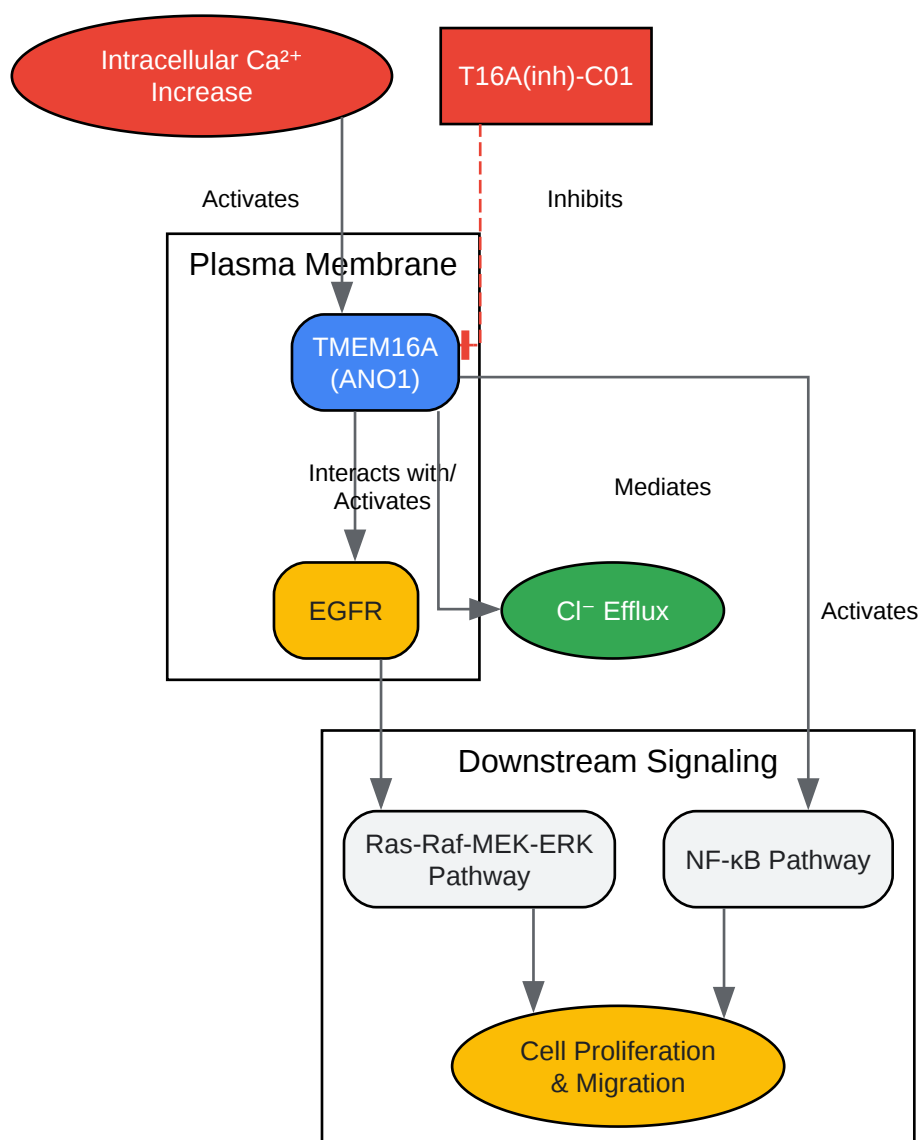 Intracellular Ca²⁺
Increase
T16A(inh)-C01
Activates
Inhibits
Plasma Membrane
TMEM16A
(ANO1)
Interacts with/
Activates
Mediates
EGFR
Cl⁻ Efflux
Activates
Downstream Signaling
Ras-Raf-MEK-ERK
Pathway
NF-κB Pathway
Cell Proliferation
& Migration